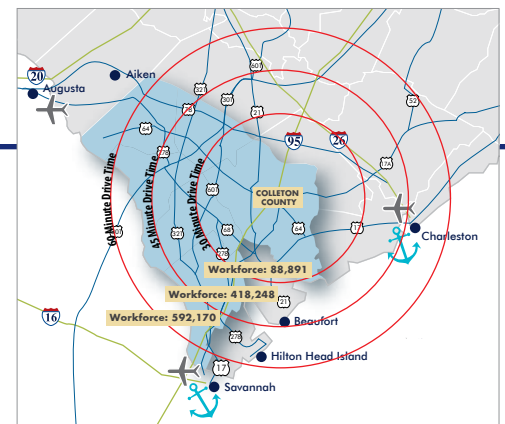 601
20
Aiken
321
Augusta
301
78
52
21
64
95
26
278
17A
60 Minute Drive Time
45 Minute Drive Time
30 Minute Drive Time
601
COLLETON
COUNTY
321
68
64
17
Charleston
278
Workforce: 88,891
Workforce: 418,248
21
Workforce: 592,170
16
Beaufort
278
Hilton Head Island
17
Savannah